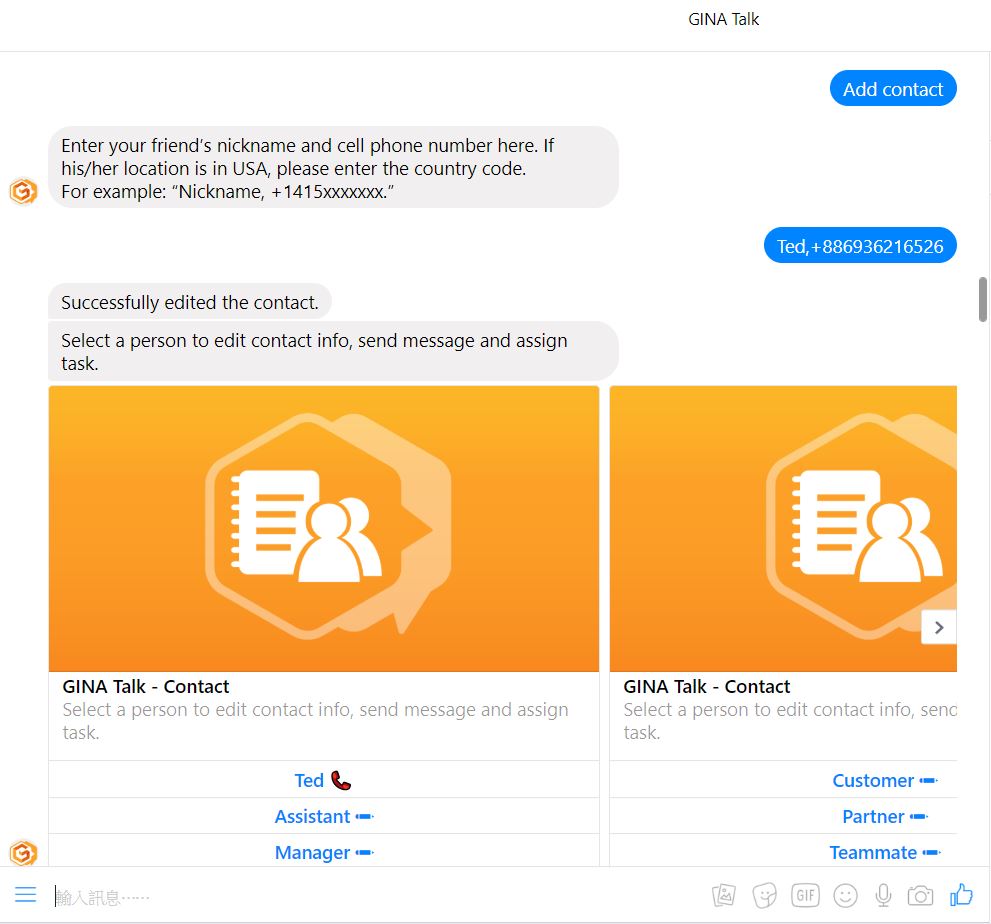 GINA Talk
Add contact
Enter your friend’s nickname and cell phone number here. If
his/her location is in USA, please enter the country code.
For example: “Nickname, +1415xxxxxxx.”
Ted,+886936216526
Successfully edited the contact.
Select a person to edit contact info, send message and assign
task.
GINA Talk - Contact
Select a person to edit contact info, send message and assign
task.
Ted
Assistant
Manager
GINA Talk - Contact
Select a person to edit contact info, send
task.
Customer
Partner
Teammate
輸入訊息⋯⋯
GIF